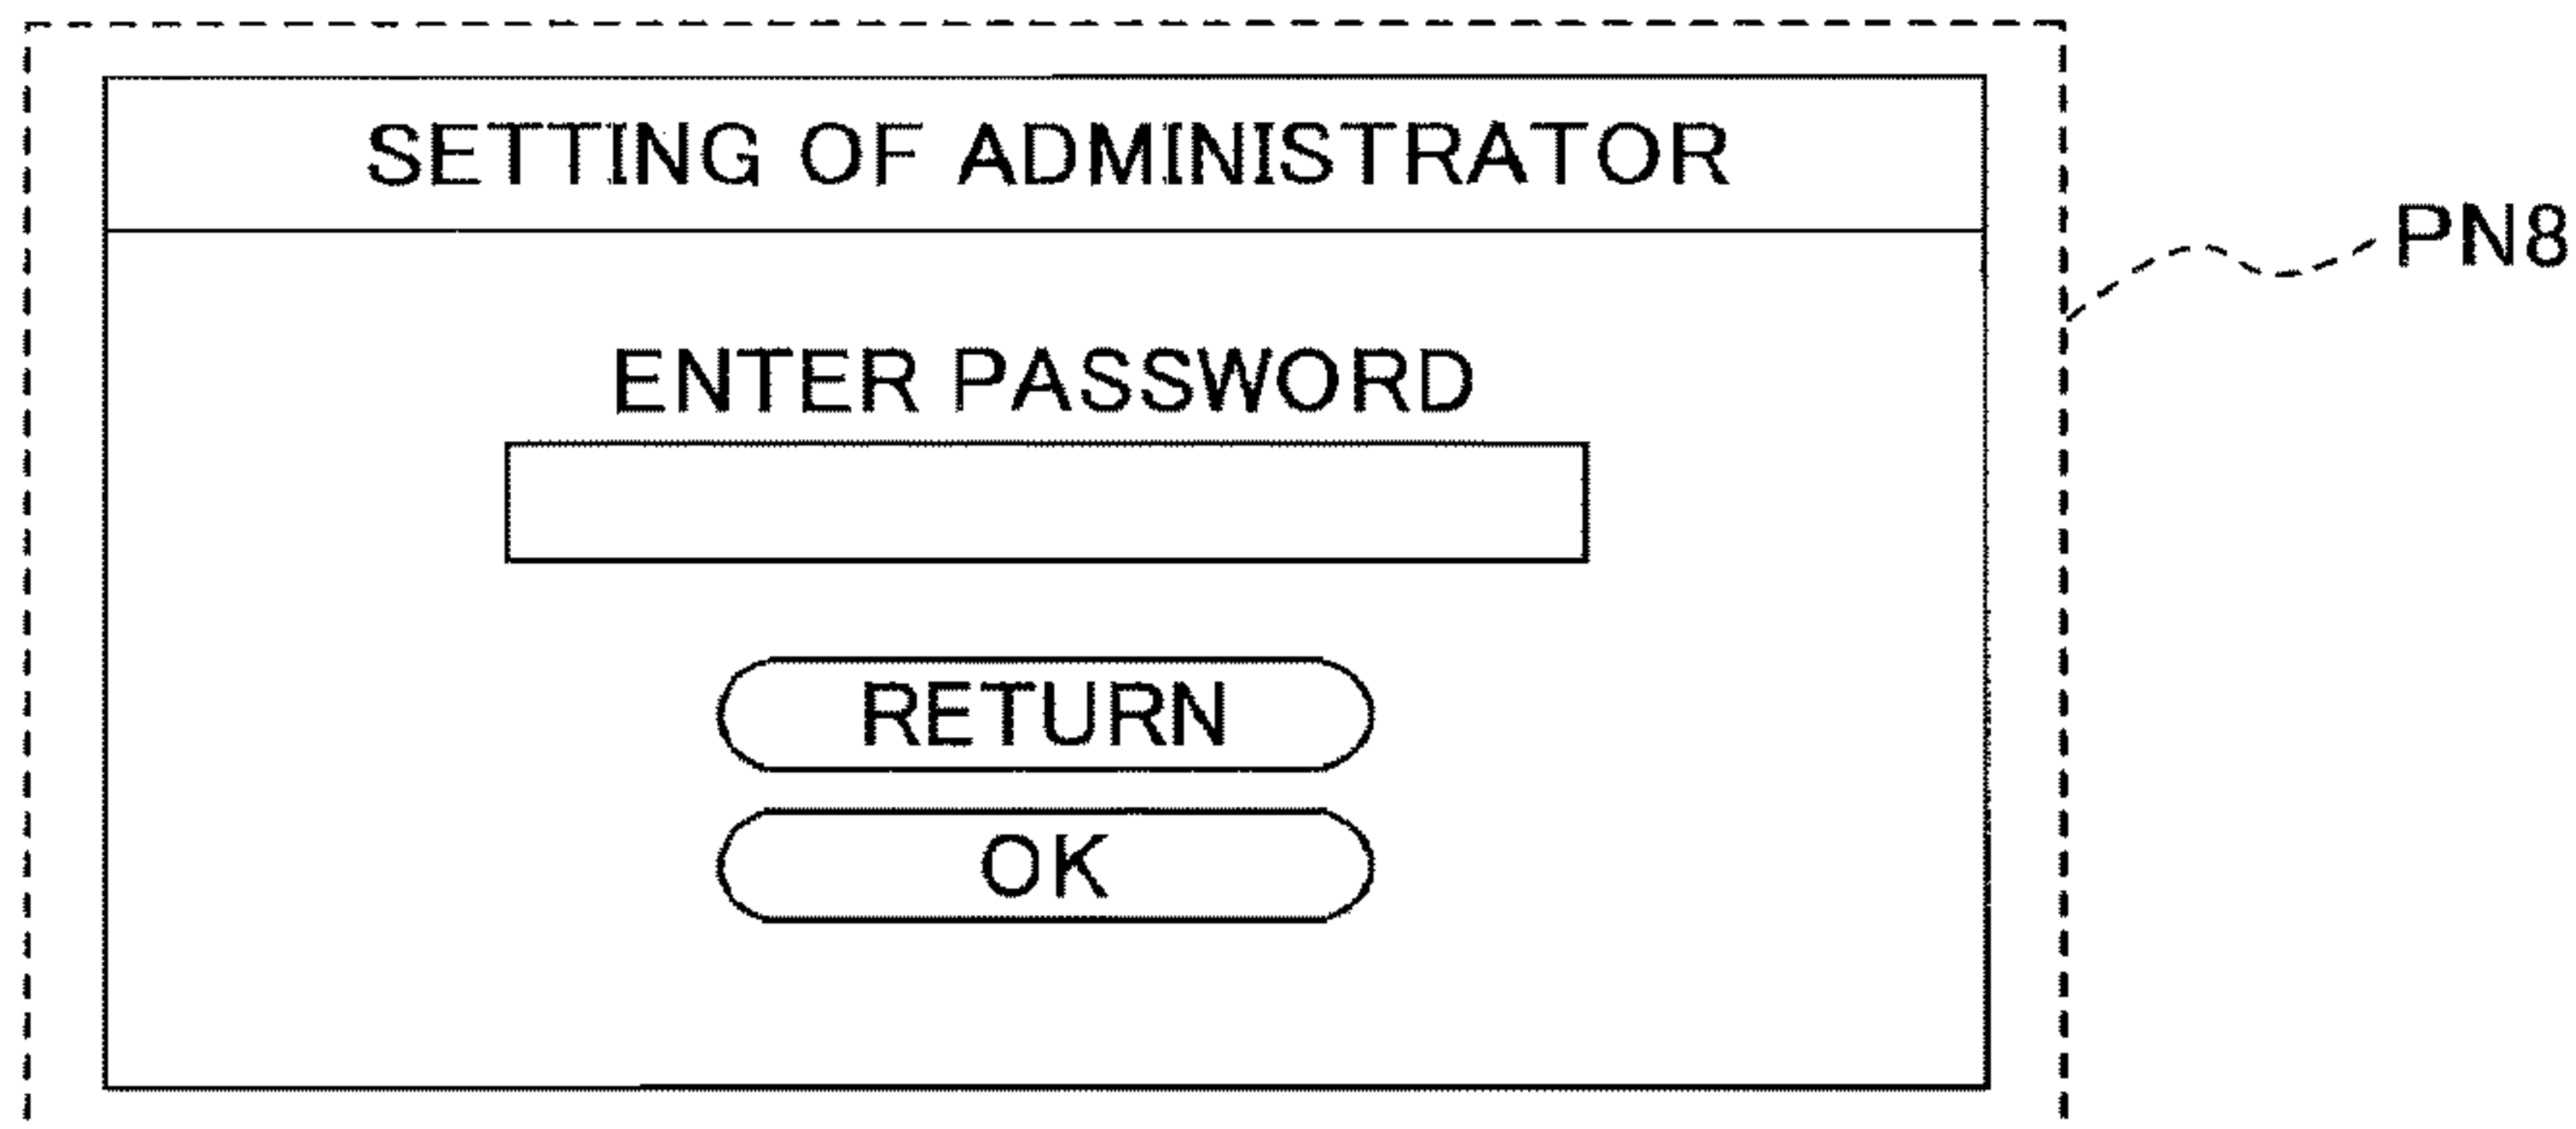 SETTING OF ADMINISTRATOR
PN8
ENTER PASSWORD
RETURN
OK